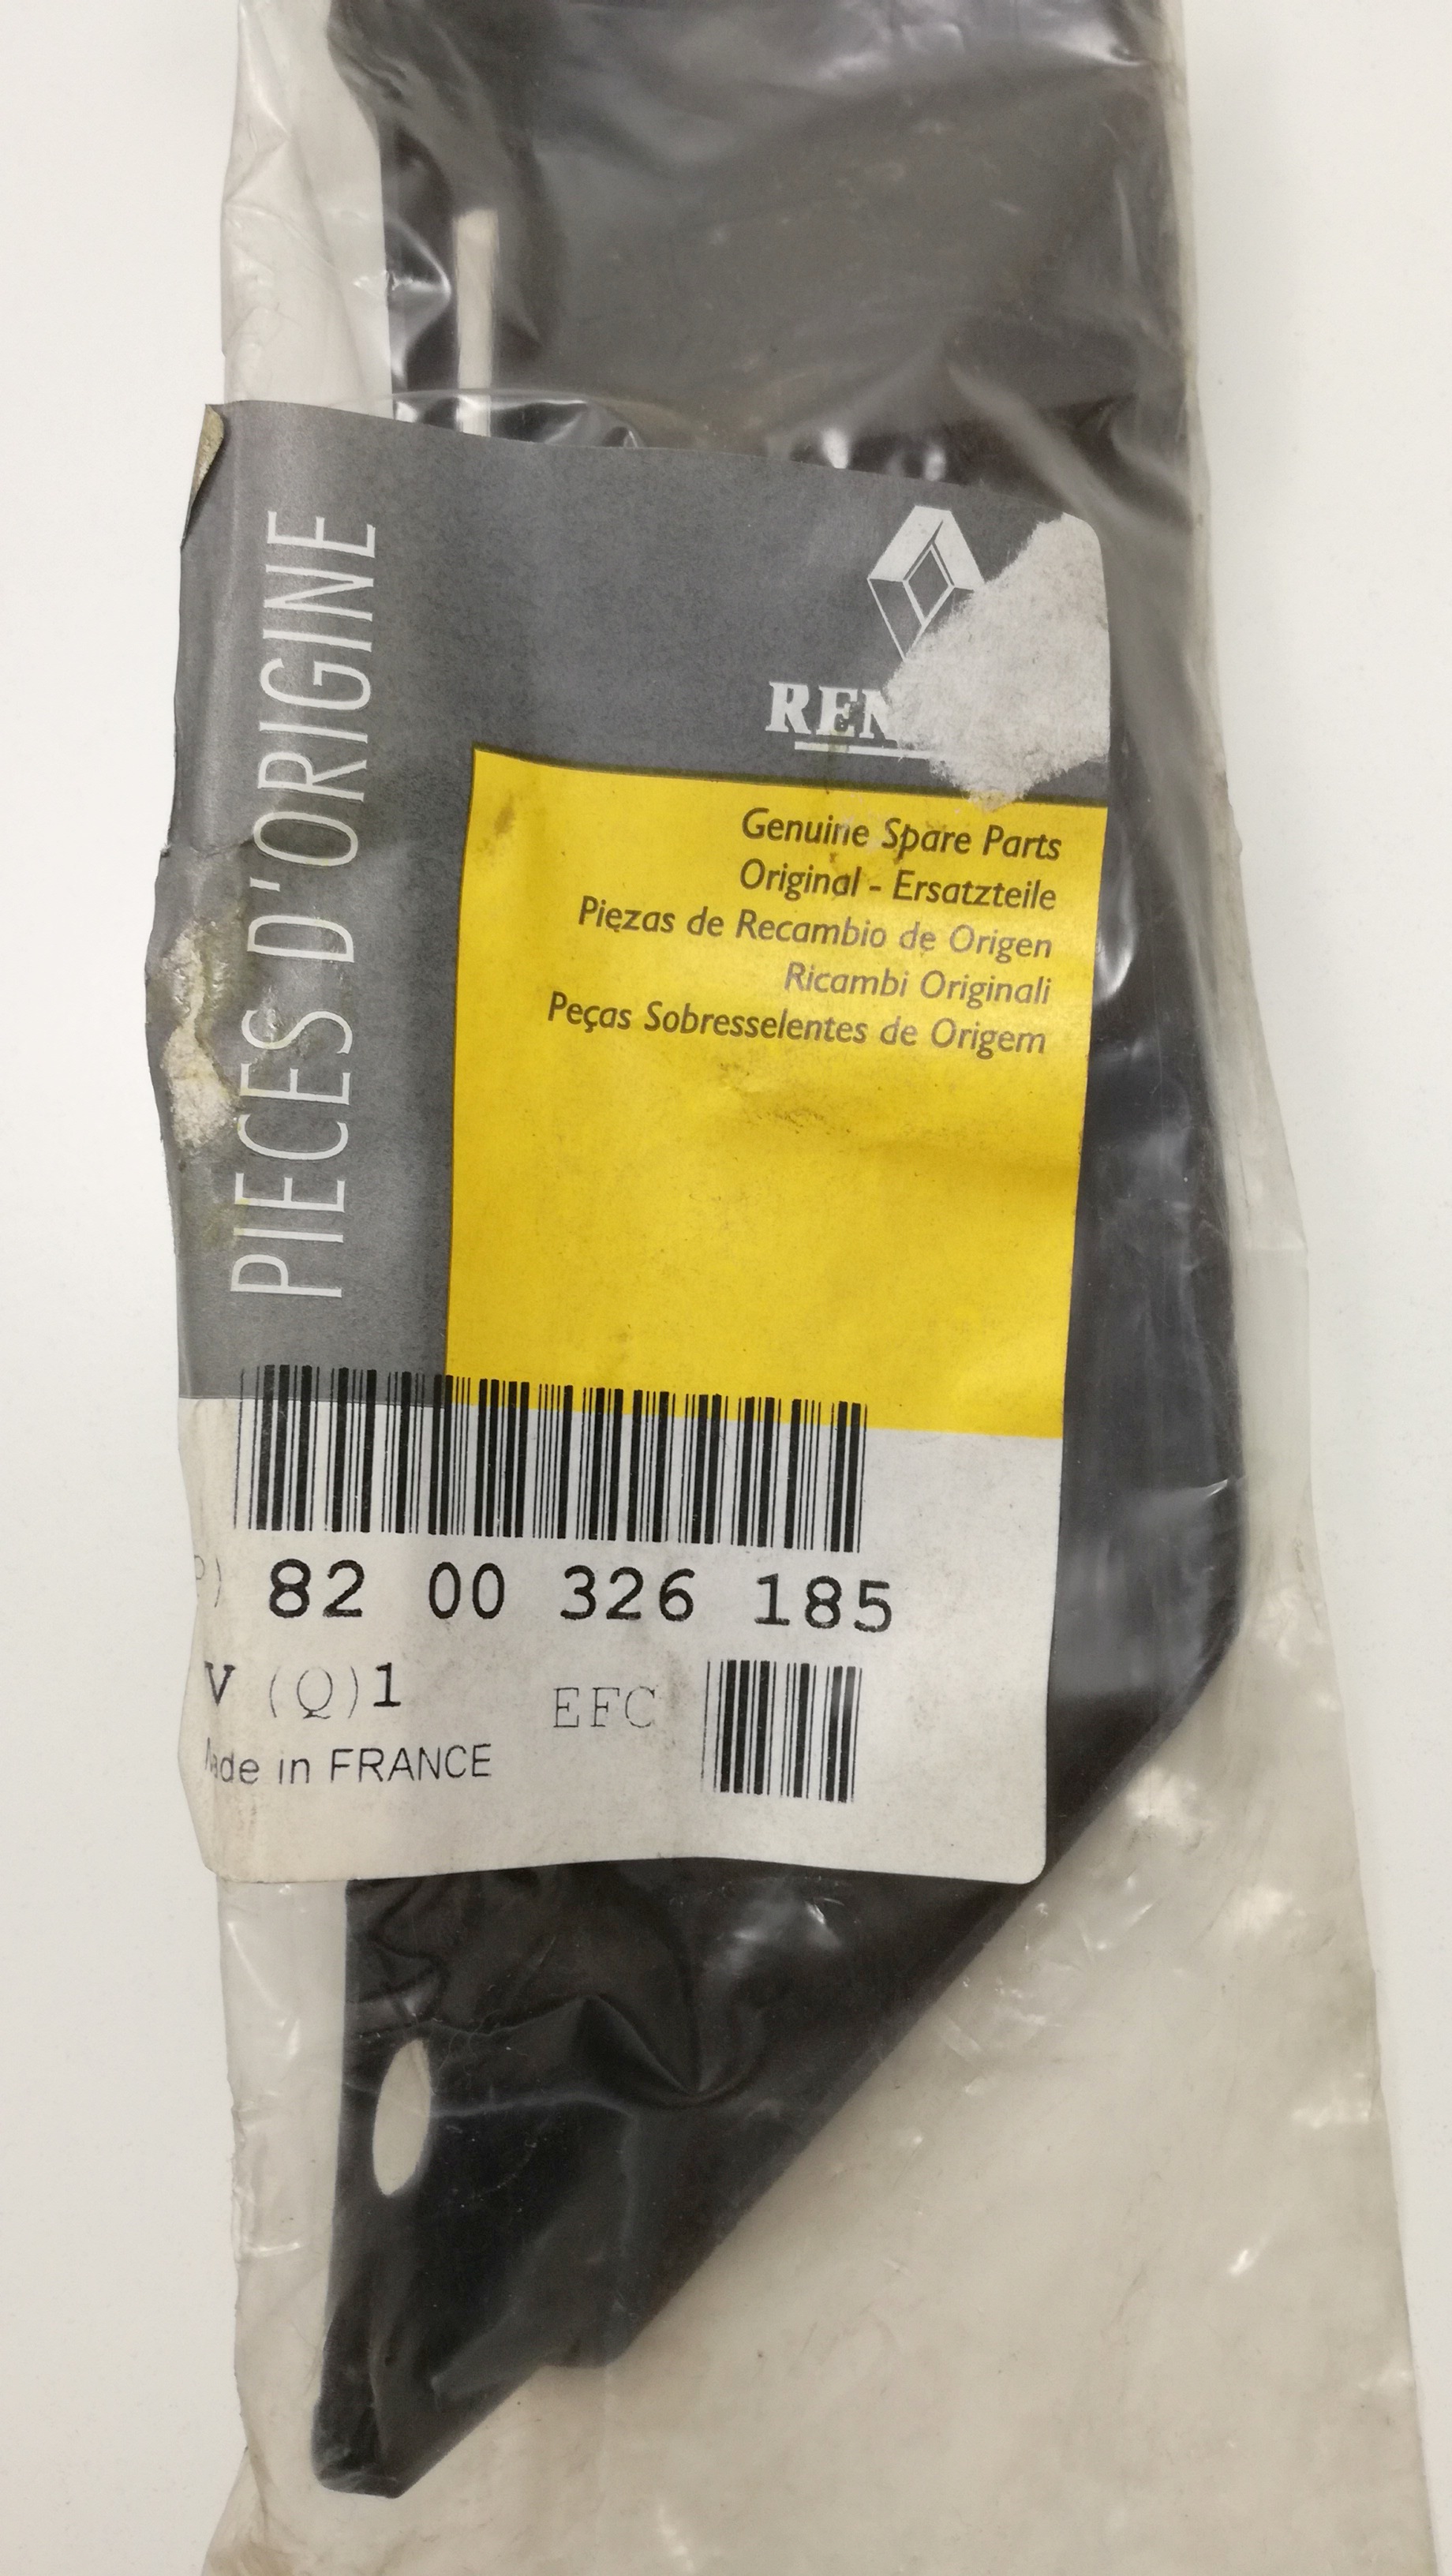 PIECES D'ORIGINE
REN
Genuine Spare Parts
Original - Ersatzteile
Piezas de Recambio de Origen
Ricambi Originali
Peças Sobresselentes de Origem
82 00 326 185
V (Q)1 EFC
Made in FRANCE